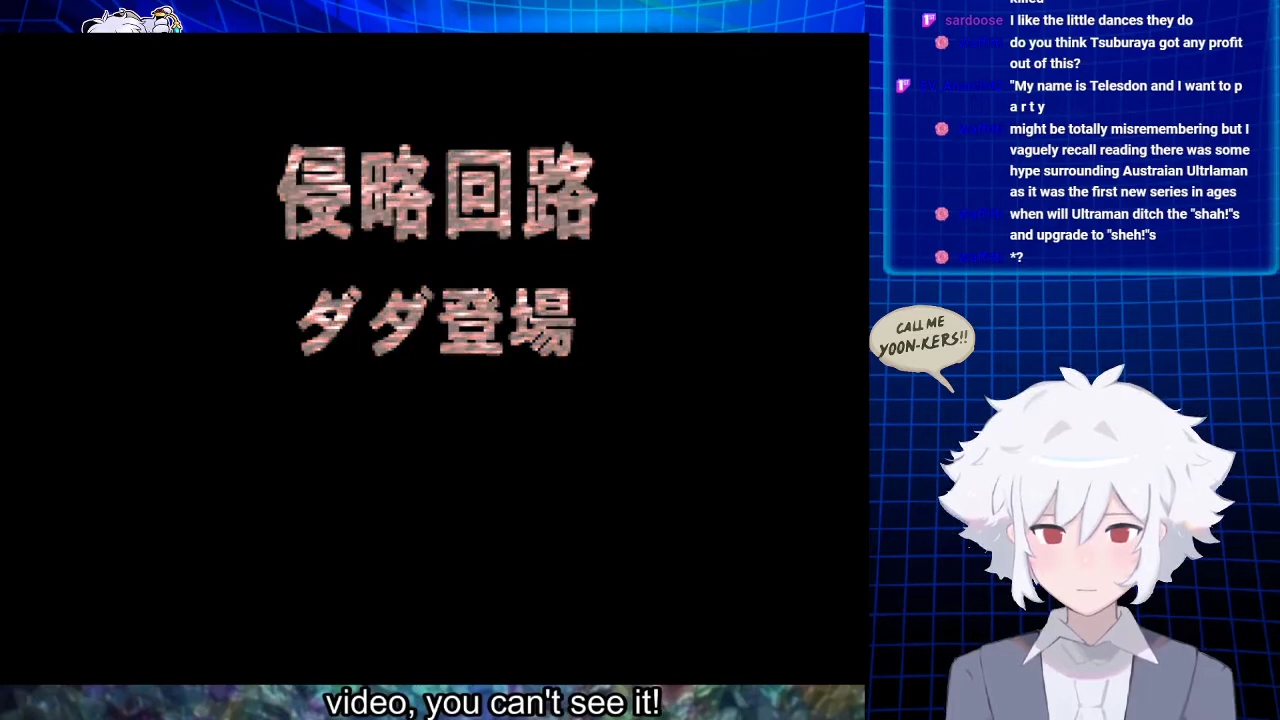 侵略回路
ダダ登場
video, you can't see it!
killed
sardoose I like the little dances they do
do you think Tsuburaya got any profit
out of this?
"My name is Telesdon and I want to p
a r t y
might be totally misremembering but I
vaguely recall reading there was some
hype surrounding Austraian Ultrlaman
as it was the first new series in ages
when will Ultraman ditch the "shah!"s
and upgrade to "sheh!"s
*?
CALL ME
YOON-KERS!!